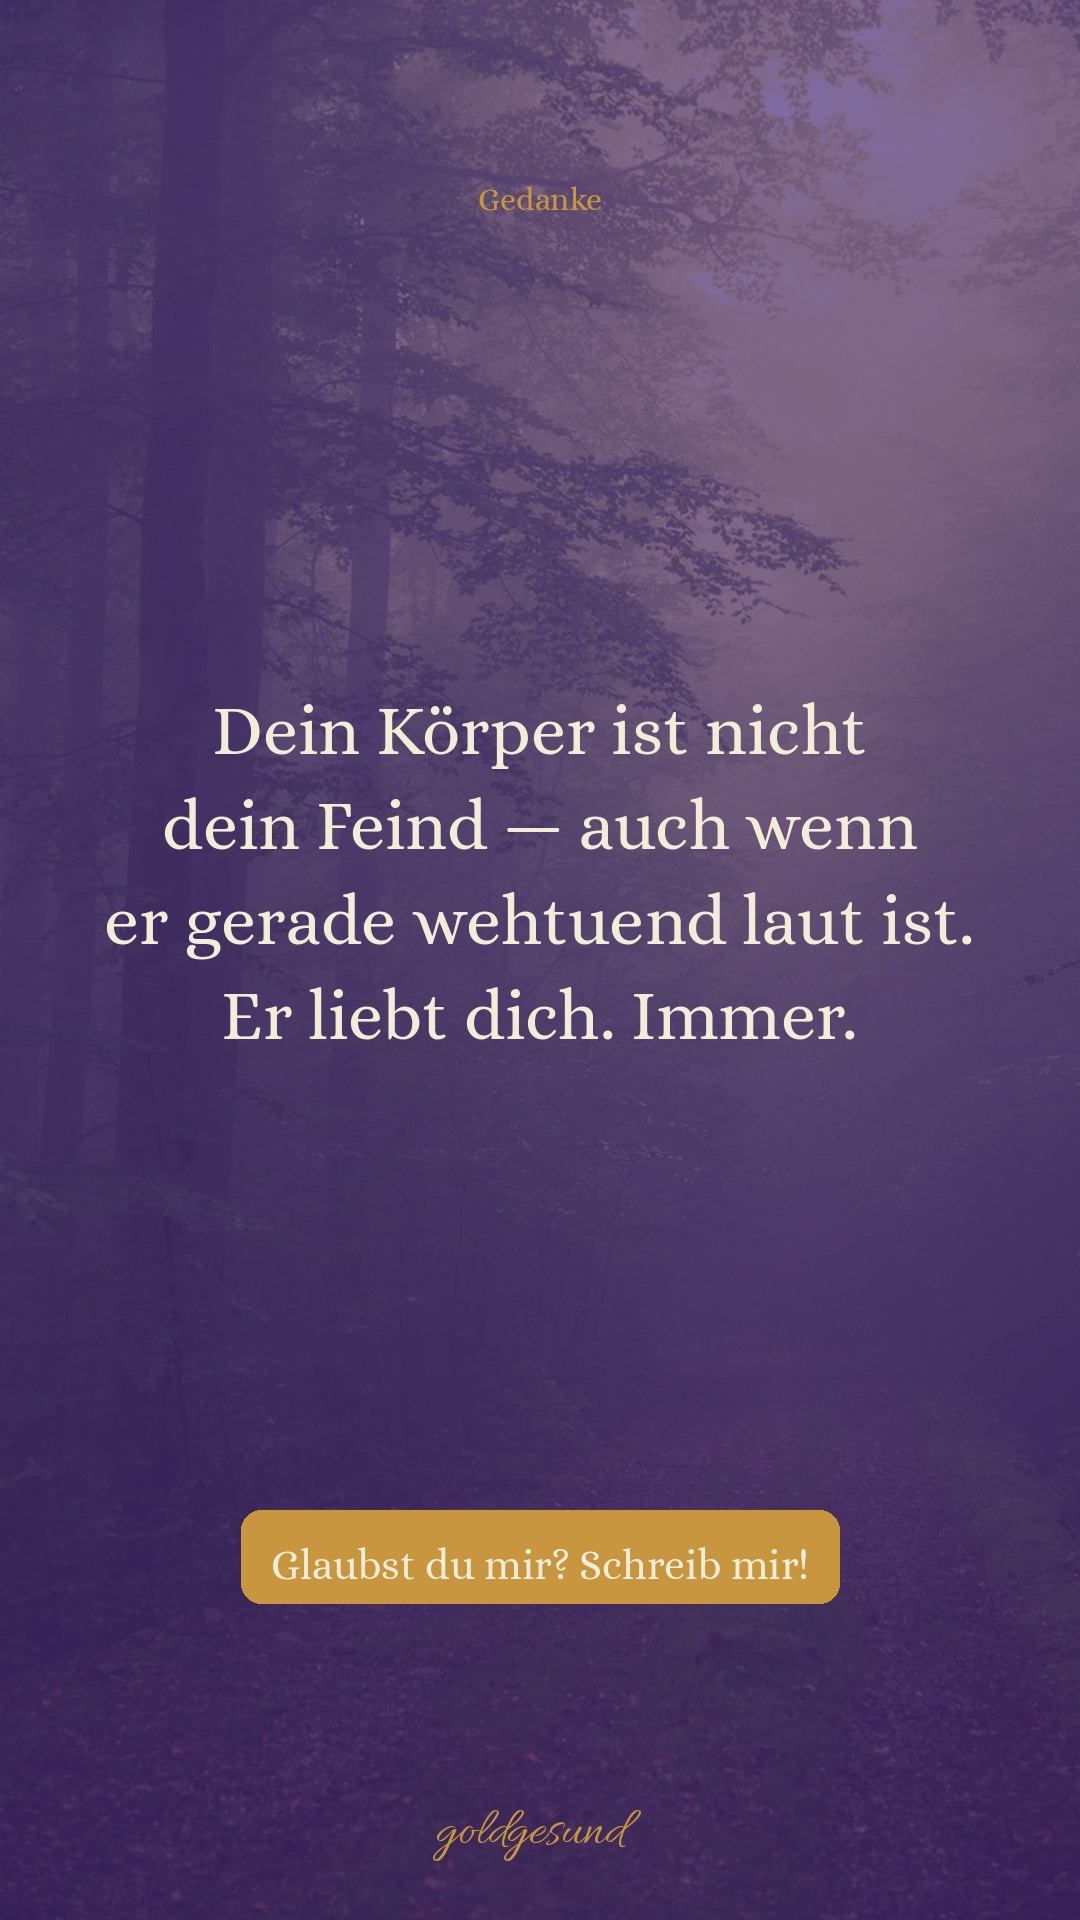 Gedanke
Dein Körper ist nicht
dein Feind — auch wenn
er gerade wehtuend laut ist.
Er liebt dich. Immer.
Glaubst du mir? Schreib mir!
goldgesund